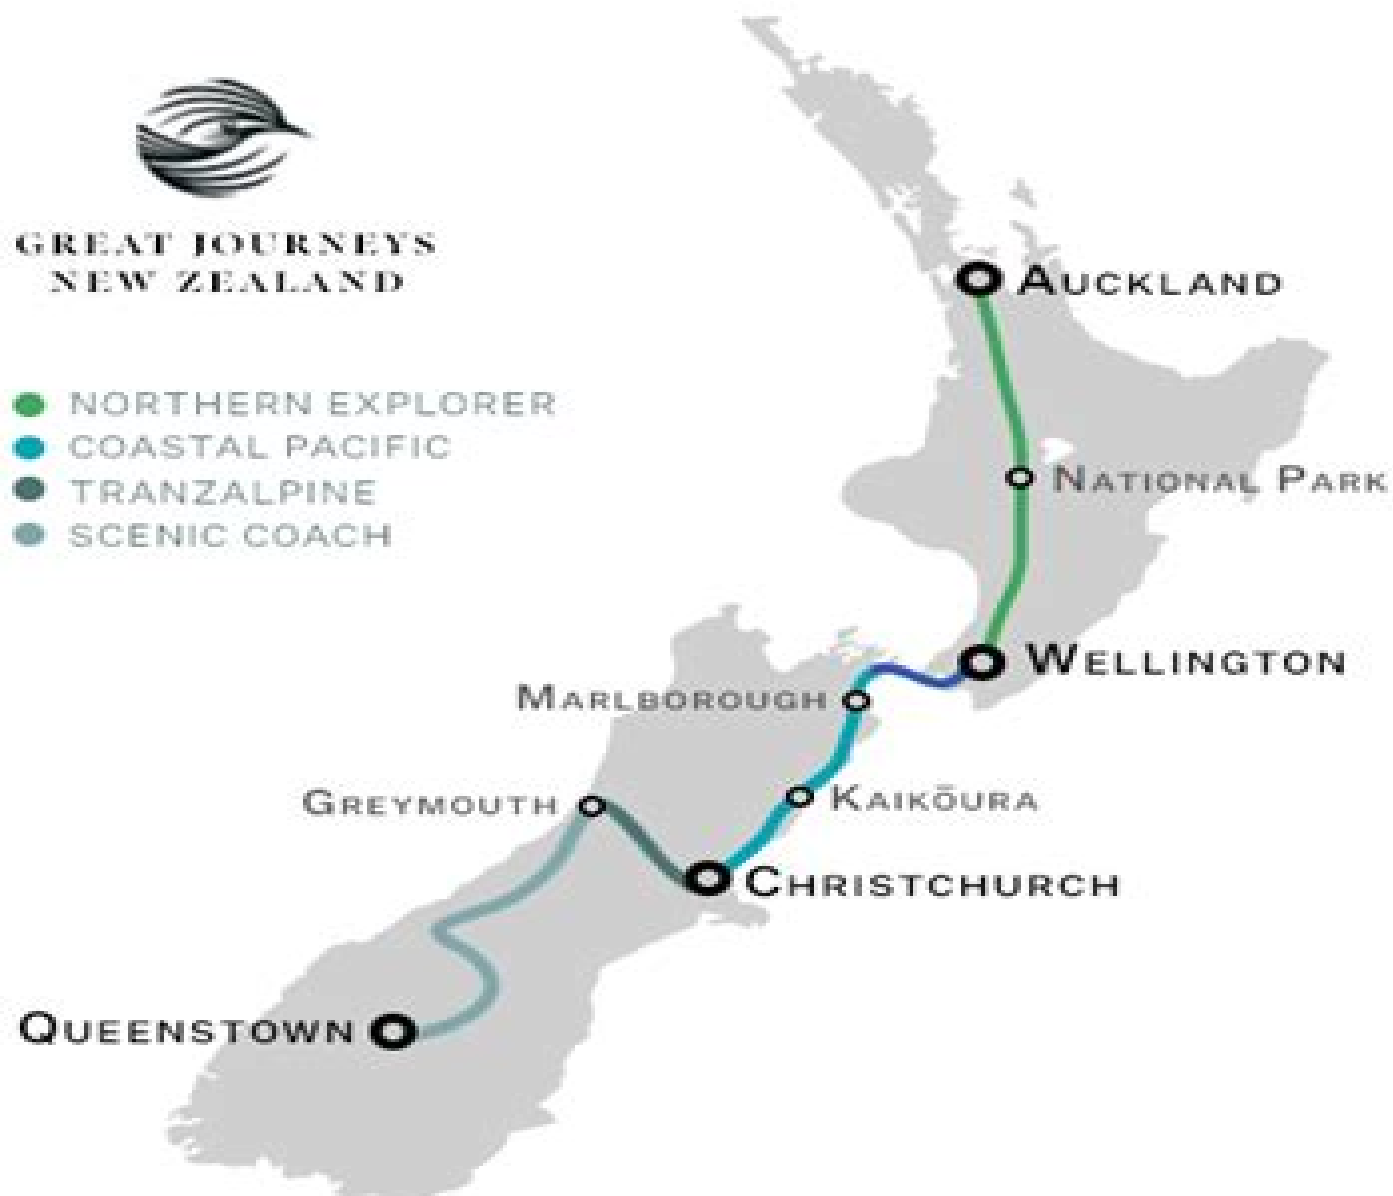 GREAT JOURNEYS
NEW ZEALAND
NORTHERN EXPLORER
COASTAL PACIFIC
TRANZALPINE
SCENIC COACH
AUCKLAND
NATIONAL PARK
WELLINGTON
MARLBOROUGH
GREYMOUTH
KAIKŌURA
CHRISTCHURCH
QUEENSTOWN